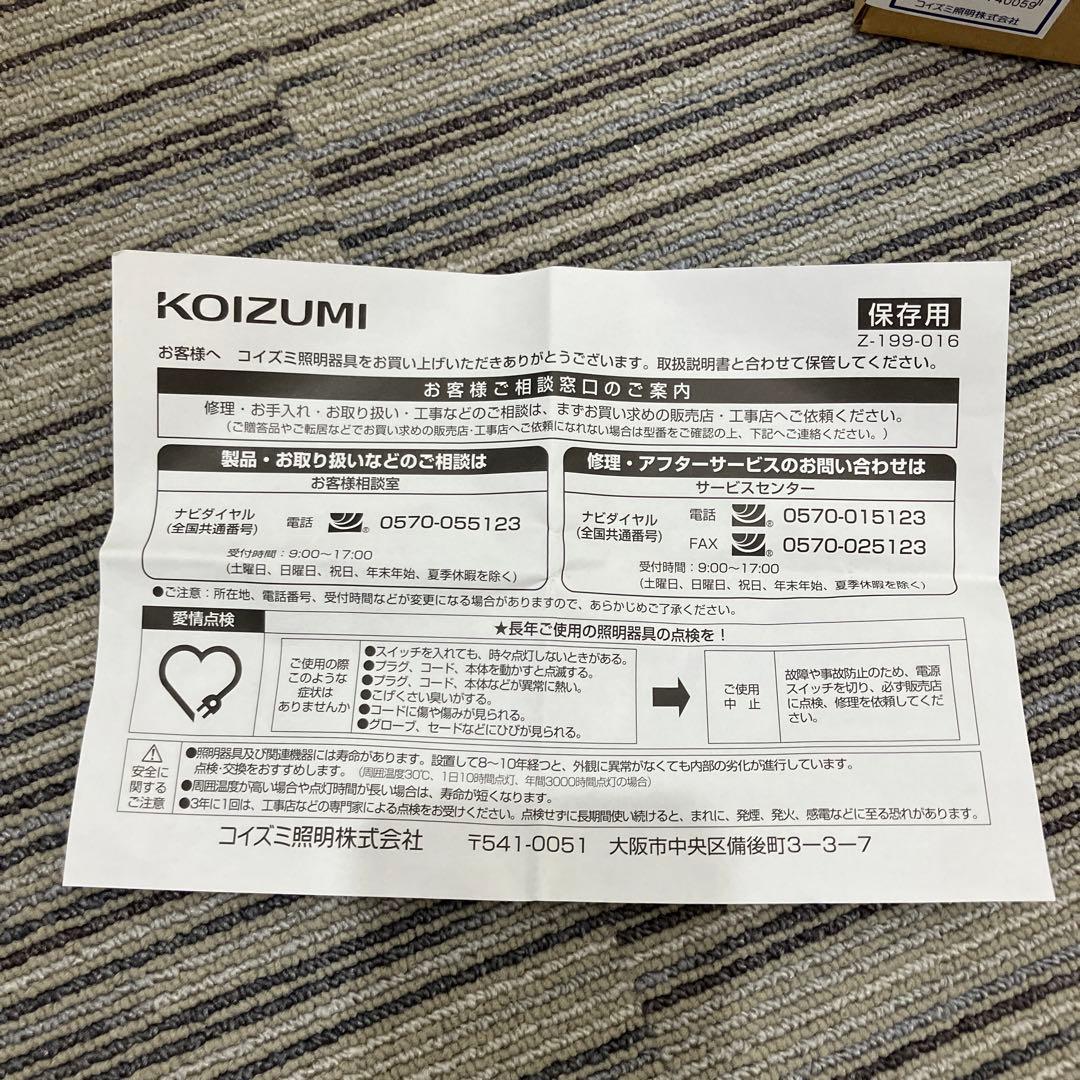 40059
コイズミ照明株式会社
KOIZUMI
保存用
Z-199-016
お客様へ コイズミ照明器具をお買い上げいただきありがとうございます。取扱説明書と合わせて保管してください。
お客様ご相談窓口のご案内
修理・お手入れ・お取り扱い・工事などのご相談は、まずお買い求めの販売店・工事店へご依頼ください。
(ご贈答品やご転居などでお買い求めの販売店・工事店へご依頼になれない場合は型番をご確認の上、下記へご連絡ください。)
製品・お取り扱いなどのご相談は
お客様相談室
ナビダイヤル
(全国共通番号)
電話 0570-055123
受付時間:9:00〜17:00
(土曜日、日曜日、祝日、年末年始、夏季休暇を除く)
修理・アフターサービスのお問い合わせは
サービスセンター
ナビダイヤル
(全国共通番号)
電話 0570-015123
FAX 0570-025123
受付時間:9:00〜17:00
(土曜日、日曜日、祝日、年末年始、夏季休暇を除く)
●ご注意:所在地、電話番号、受付時間などが変更になる場合がありますので、あらかじめご了承ください。
愛情点検
★長年ご使用の照明器具の点検を!
ご使用の際
このような
症状は
ありませんか
●スイッチを入れても、時々点灯しないときがある。
●プラグ、コード、本体を動かすと点滅する。
●プラグ、コード、本体などが異常に熱い。
●こげくさい臭いがする。
●コードに傷や傷みが見られる。
●グローブ、セードなどにひびが見られる。
ご使用
中止
故障や事故防止のため、電源
スイッチを切り、必ず販売店
に点検、修理を依頼してくだ
さい。
安全に
関する
ご注意
●照明器具及び関連機器には寿命があります。設置して8〜10年経つと、外観に異常がなくても内部の劣化が進行しています。
点検・交換をおすすめします。(周囲温度30℃、1日10時間点灯、年間3000時間点灯の場合)
●周囲温度が高い場合や点灯時間が長い場合は、寿命が短くなります。
●3年に1回は、工事店などの専門家による点検をお受けください。点検せずに長期間使い続けると、まれに、発煙、発火、感電などに至る恐れがあります。
コイズミ照明株式会社 〒541-0051 大阪市中央区備後町3-3-7